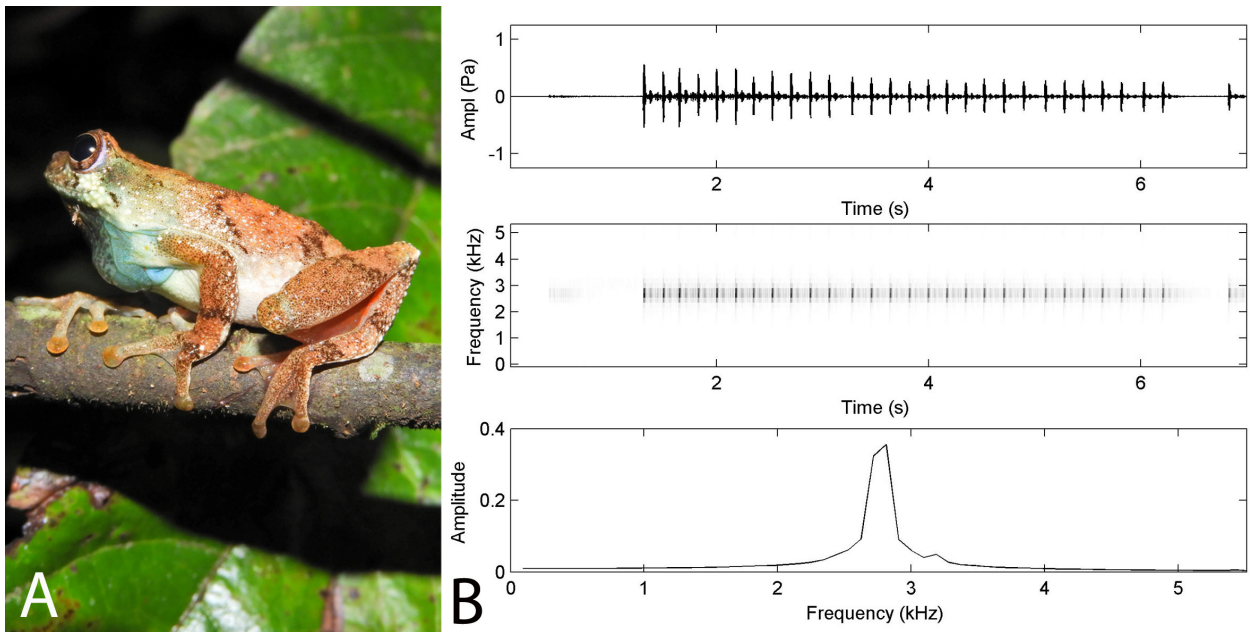 A
B
Ampl (Pa)
1
0
-1
2 4 6
Time (s)
Frequency (kHz)
5
4
3
2
1
0
2 4 6
Time (s)
Amplitude
0.4
0.2
0
0 1 2 3 4 5
Frequency (kHz)